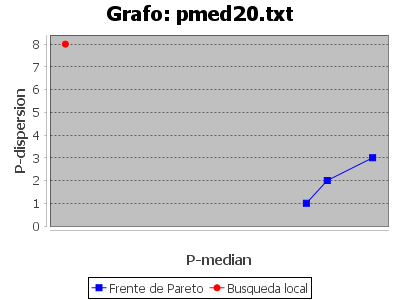 Grafo: pmed20.txt
P-dispersion
8
7
6
5
4
3
2
1
0
P-median
Frente de Pareto
Busqueda local